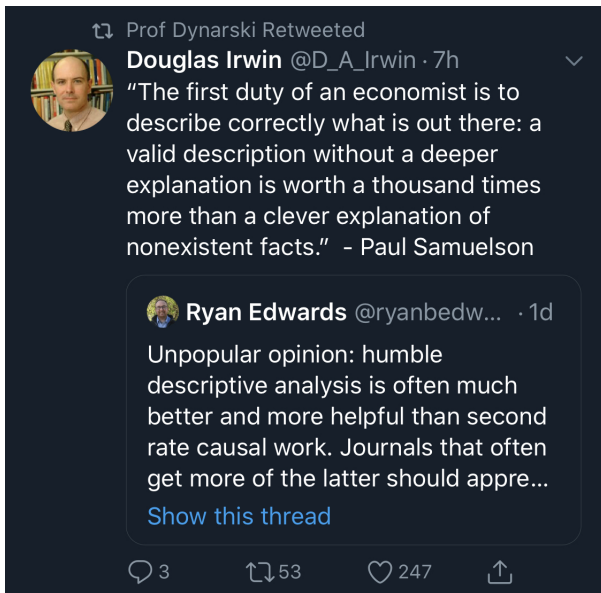 Prof Dynarski Retweeted
Douglas Irwin @D_A_Irwin · 7h
“The first duty of an economist is to
describe correctly what is out there: a
valid description without a deeper
explanation is worth a thousand times
more than a clever explanation of
nonexistent facts.” - Paul Samuelson
Ryan Edwards @ryanbedw... · 1d
Unpopular opinion: humble
descriptive analysis is often much
better and more helpful than second
rate causal work. Journals that often
get more of the latter should appre...
Show this thread
3 53 247